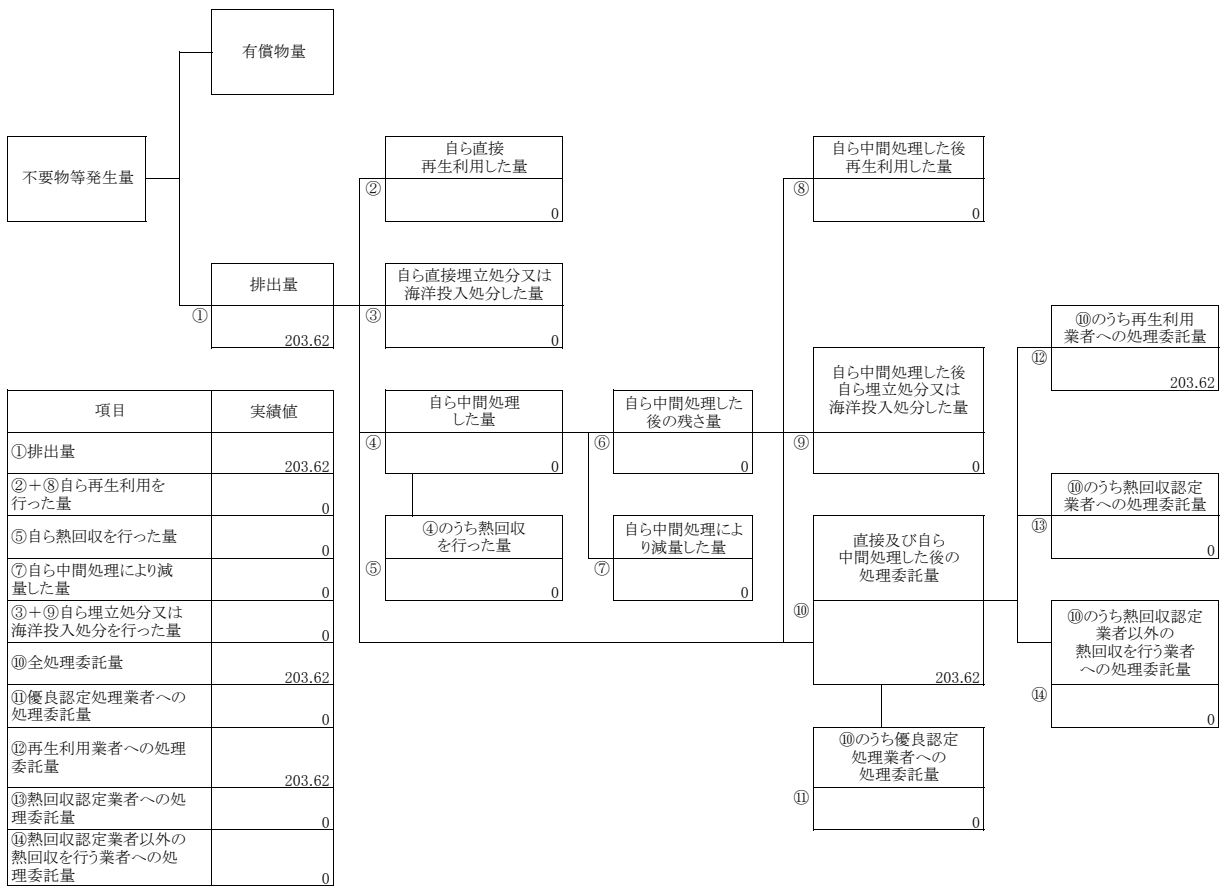 有償物量
不要物等発生量
自ら直接
再生利用した量
②
0
自ら中間処理した後
再生利用した量
⑧
0
排出量
①
203.62
自ら直接埋立処分又は
海洋投入処分した量
③
0
⑩のうち再生利用
業者への処理委託量
⑫
203.62
自ら中間処理
した量
④
0
自ら中間処理した
後の残さ量
⑥
0
自ら中間処理した後
自ら埋立処分又は
海洋投入処分した量
⑨
0
⑩のうち熱回収認定
業者への処理委託量
⑬
0
④のうち熱回収
を行った量
⑤
0
自ら中間処理によ
り減量した量
⑦
0
直接及び自ら
中間処理した後の
処理委託量
⑩
203.62
⑩のうち熱回収認定
業者以外の
熱回収を行う業者
への処理委託量
⑭
0
⑩のうち優良認定
処理業者への
処理委託量
⑪
0
項目 実績値
①排出量
203.62
②+⑧自ら再生利用を
行った量
0
⑤自ら熱回収を行った量
0
⑦自ら中間処理により減
量した量
0
③+⑨自ら埋立処分又は
海洋投入処分を行った量
0
⑩全処理委託量
203.62
⑪優良認定処理業者への
処理委託量
0
⑫再生利用業者への処理
委託量
203.62
⑬熱回収認定業者への処
理委託量
0
⑭熱回収認定業者以外の
熱回収を行う業者への処
理委託量
0